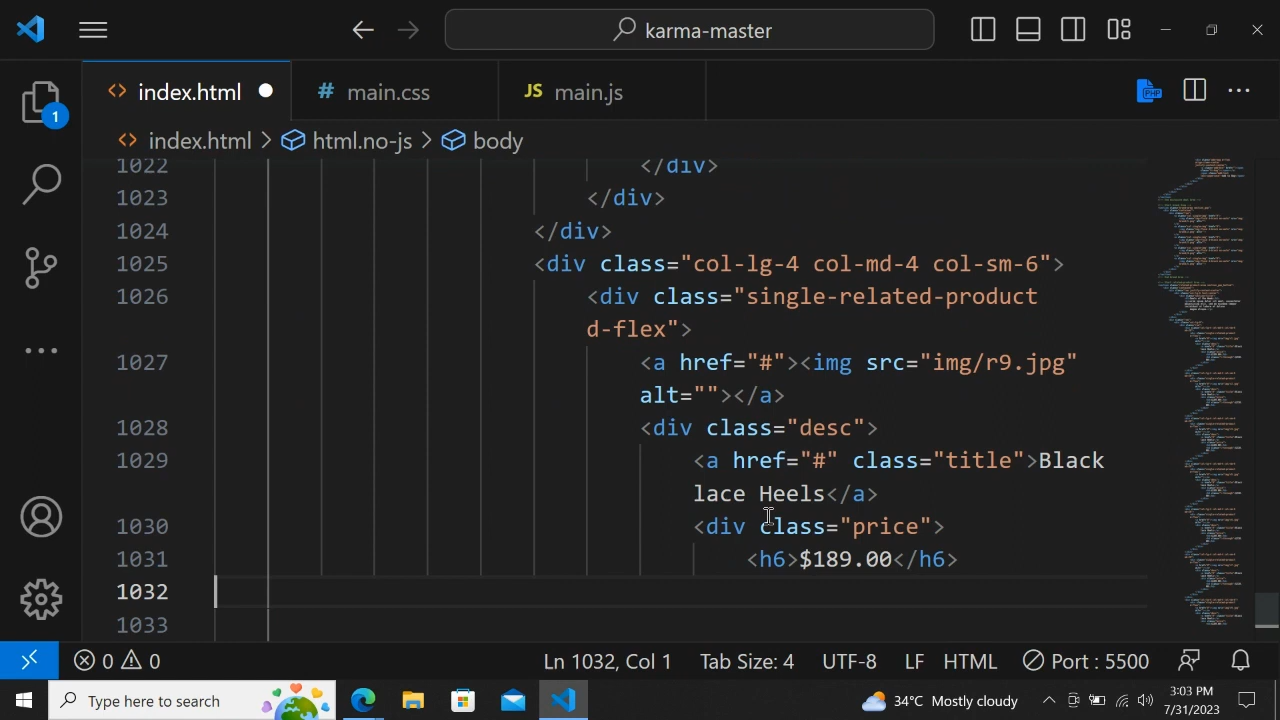 karma-master
index.html
# main.css
JS main.js
index.html > html.no-js > body
1
1022 </div>
1023 </div>
1024 </div>
1025 <div class="col-lg-4 col-md-4 col-sm-6">
1026 <div class="single-related-product
d-flex">
1027 <a href="#"><img src="img/r9.jpg"
alt=""></a>
1028 <div class="desc">
1029 <a href="#" class="title">Black
lace Heels</a>
1030 <div class="price">
1031 <h6>$189.00</h6>
1032
1033
0 0 Ln 1032, Col 1 Tab Size: 4 UTF-8 LF HTML Port : 5500
Type here to search
34°C Mostly cloudy
3:03 PM
7/31/2023